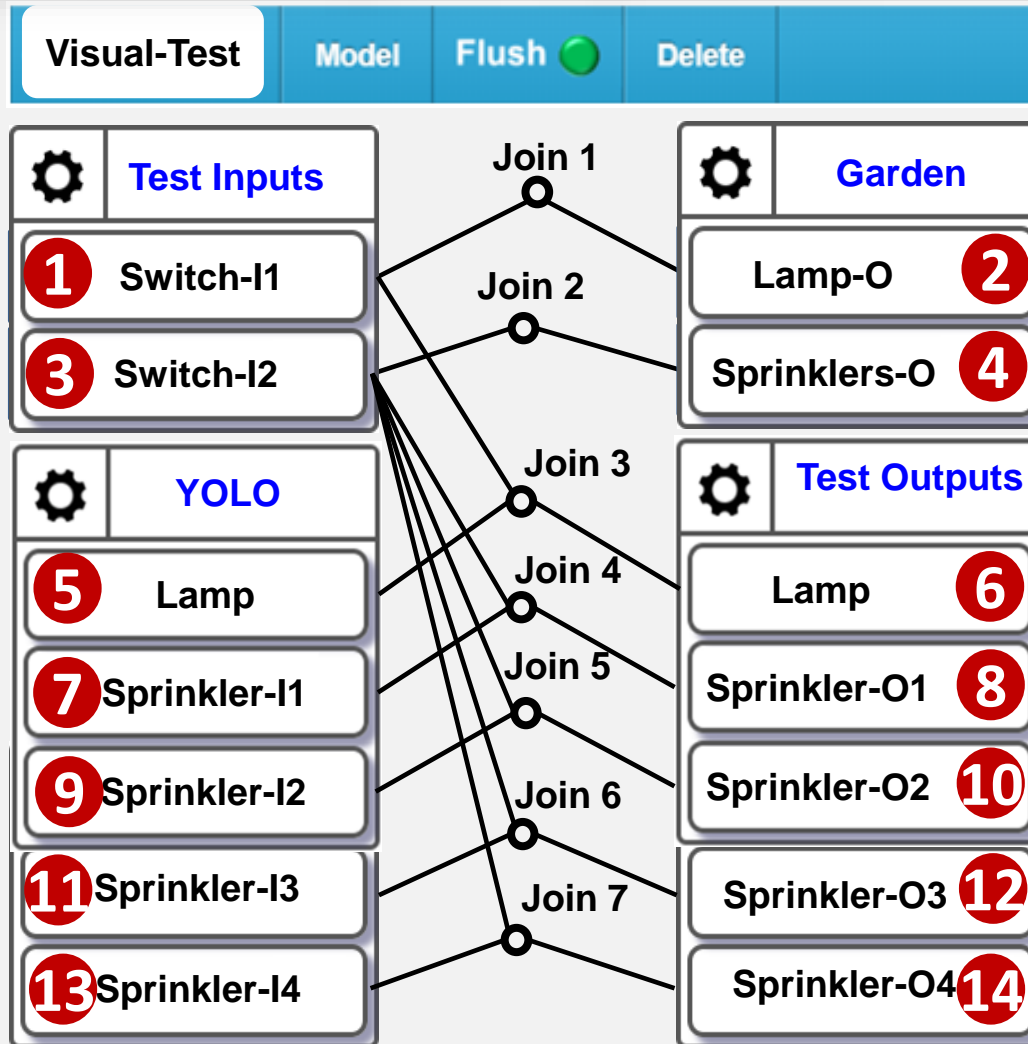 Visual-Test Model Flush Delete
Test Inputs
1 Switch-I1
3 Switch-I2
YOLO
5 Lamp
7 Sprinkler-I1
9 Sprinkler-I2
11 Sprinkler-I3
13 Sprinkler-I4
Join 1
Join 2
Join 3
Join 4
Join 5
Join 6
Join 7
Garden
Lamp-O 2
Sprinklers-O 4
Test Outputs
Lamp 6
Sprinkler-O1 8
Sprinkler-O2 10
Sprinkler-O3 12
Sprinkler-O4 14